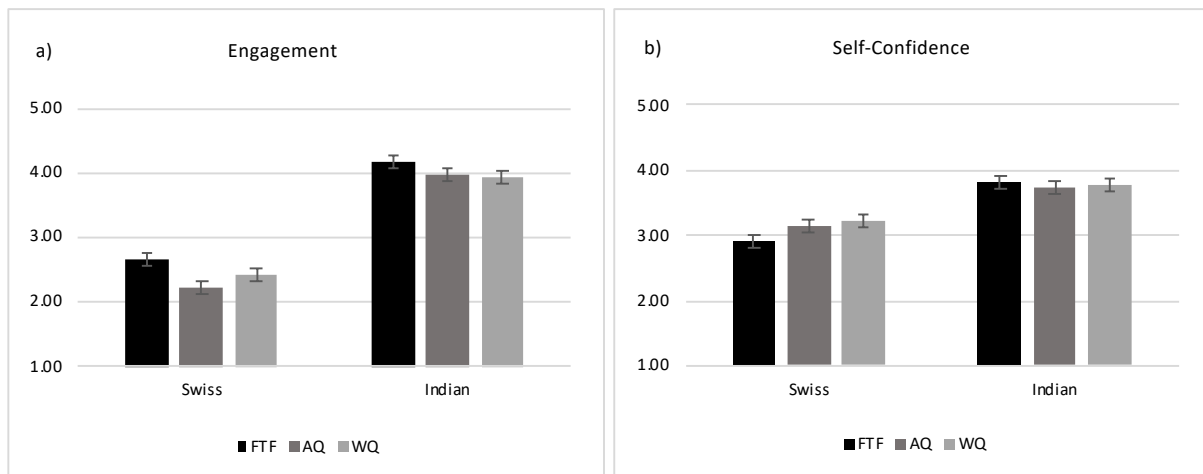 a)
Engagement
5.00
4.00
3.00
2.00
1.00
Swiss Indian
FTF AQ WQ
b)
Self-Confidence
5.00
4.00
3.00
2.00
1.00
Swiss Indian
FTF AQ WQ